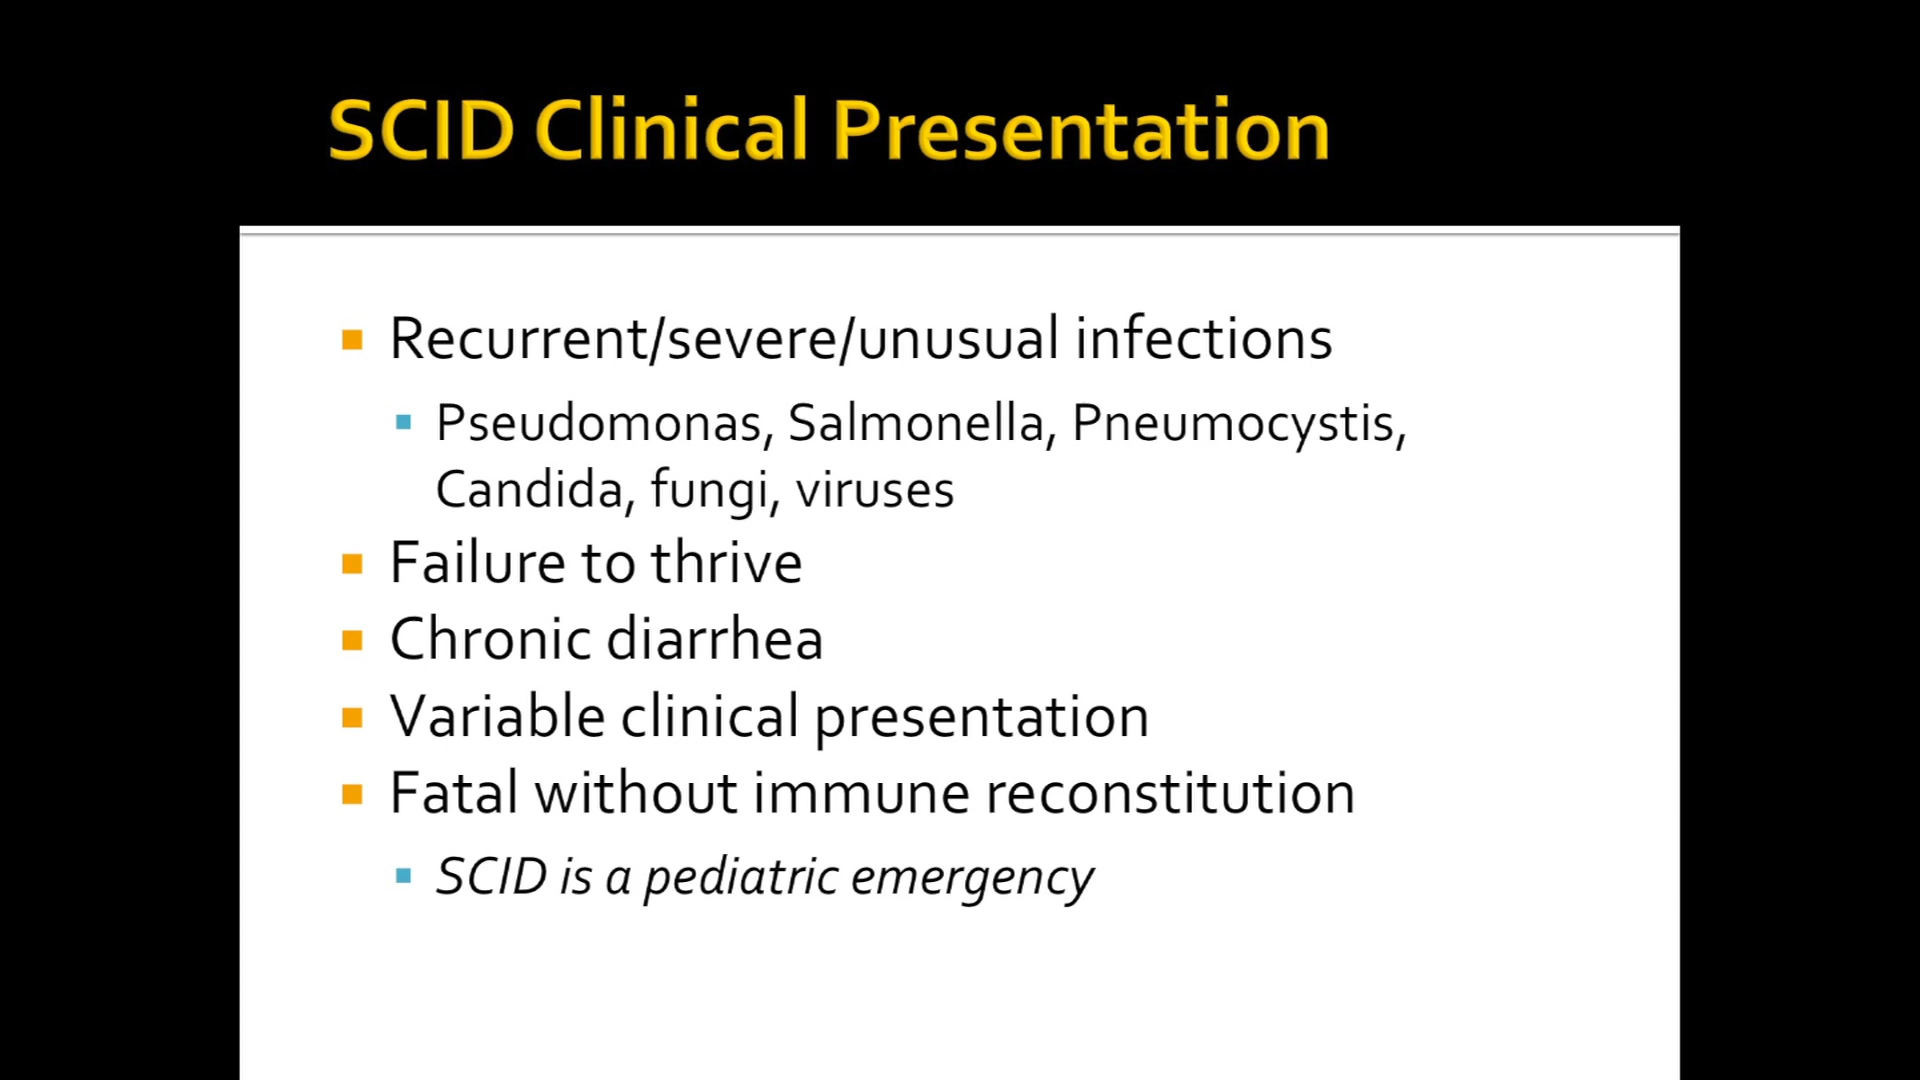 SCID Clinical Presentation
Recurrent/severe/unusual infections
Pseudomonas, Salmonella, Pneumocystis,
Candida, fungi, viruses
Failure to thrive
Chronic diarrhea
Variable clinical presentation
Fatal without immune reconstitution
SCID is a pediatric emergency